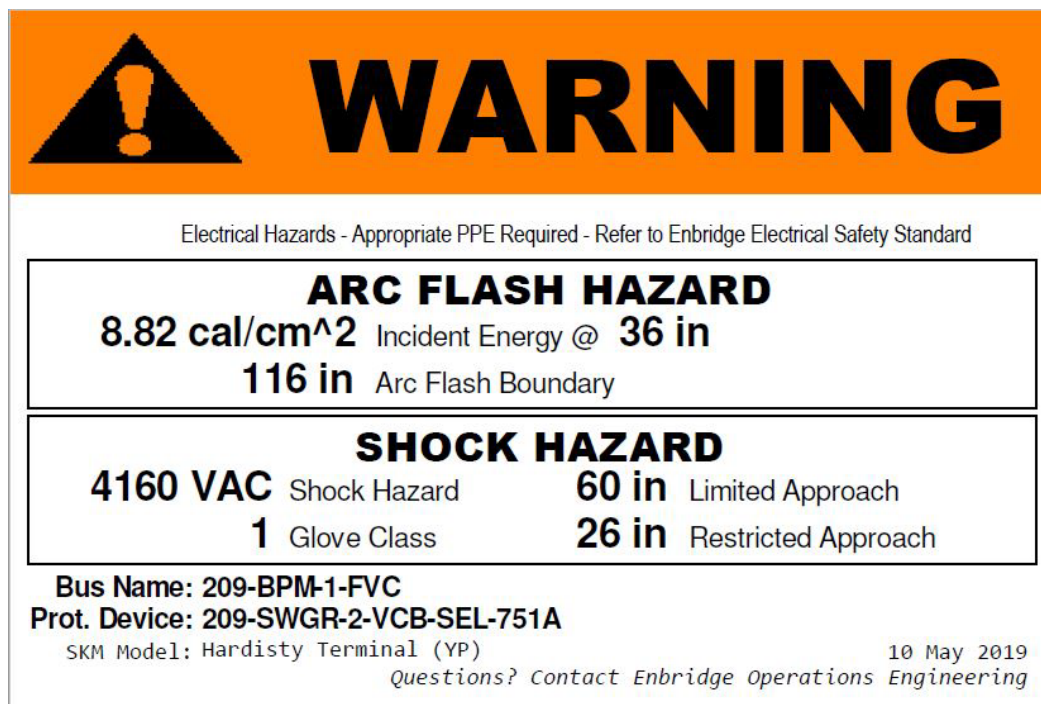 WARNING
Electrical Hazards - Appropriate PPE Required - Refer to Enbridge Electrical Safety Standard
ARC FLASH HAZARD
8.82 cal/cm^2 Incident Energy @ 36 in
116 in Arc Flash Boundary
SHOCK HAZARD
4160 VAC Shock Hazard 60 in Limited Approach
1 Glove Class 26 in Restricted Approach
Bus Name: 209-BPM-1-FVC
Prot. Device: 209-SWGR-2-VCB-SEL-751A
SKM Model: Hardisty Terminal (YP) 10 May 2019
Questions? Contact Enbridge Operations Engineering